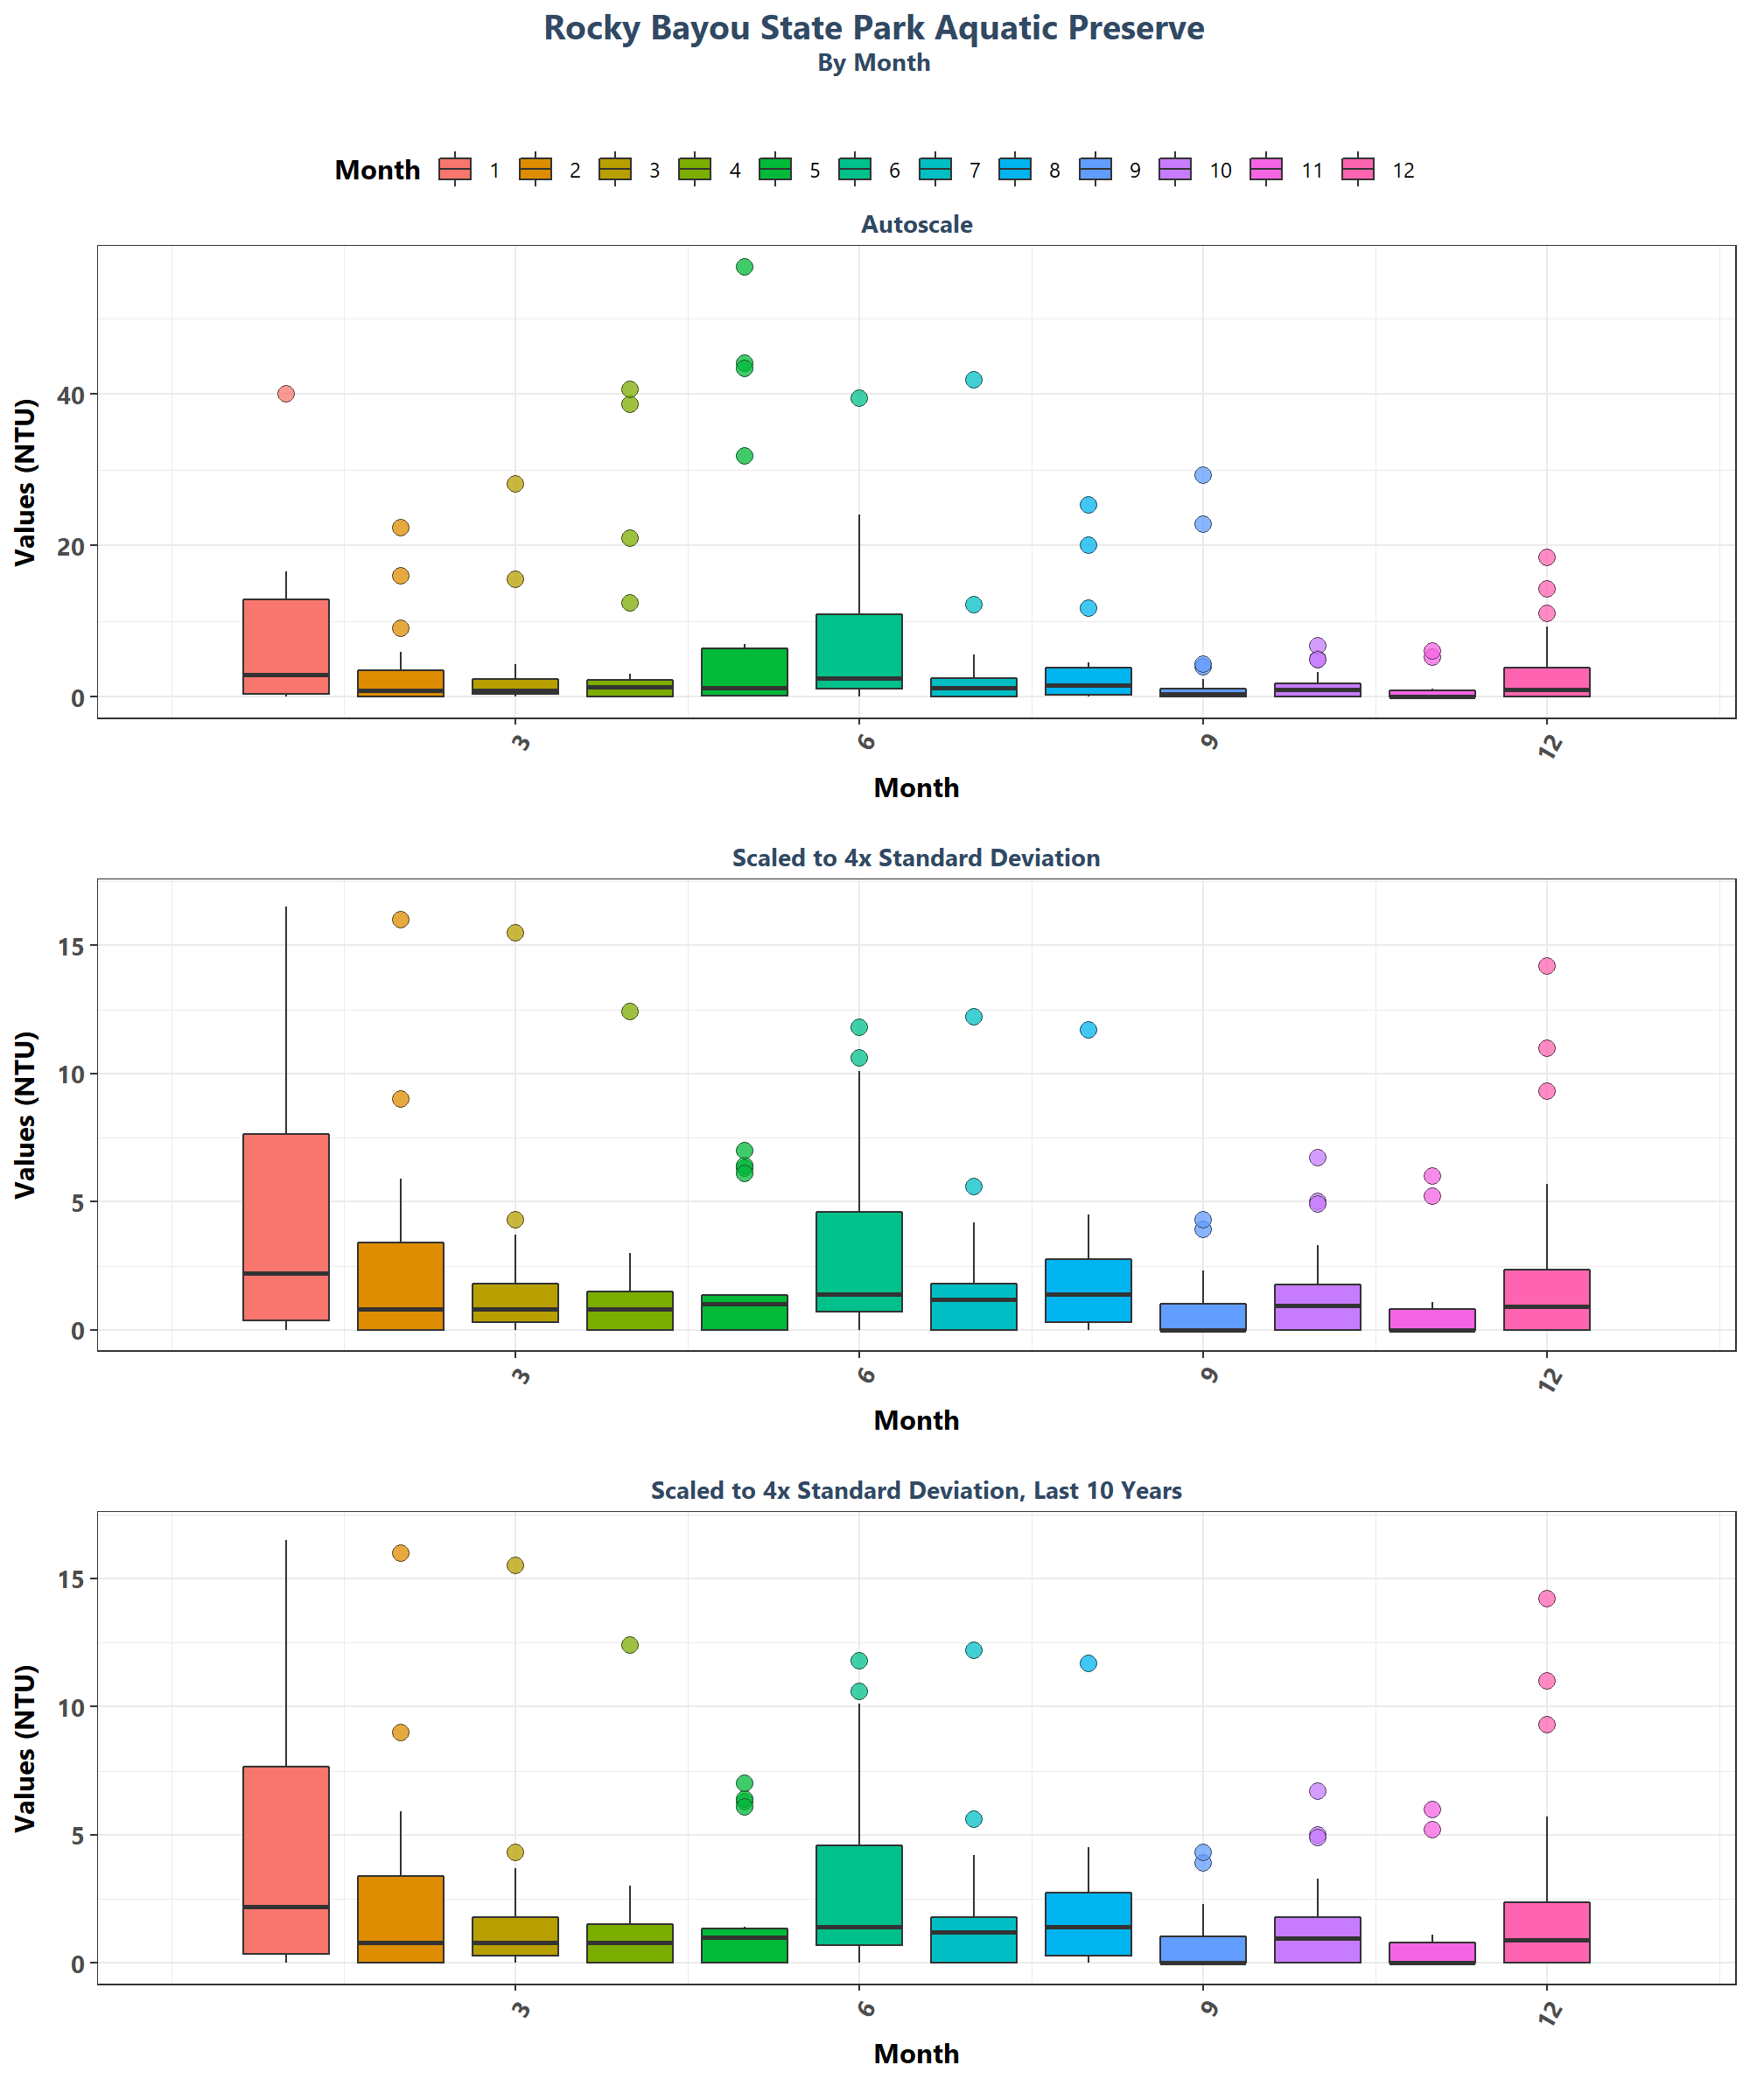 Rocky Bayou State Park Aquatic Preserve
By Month
Month 1 2 3 4 5 6 7 8 9 10 11 12
Autoscale
Values (NTU)
40
20
0
3 6 9 12
Month
Scaled to 4x Standard Deviation
Values (NTU)
15
10
5
0
3 6 9 12
Month
Scaled to 4x Standard Deviation, Last 10 Years
Values (NTU)
15
10
5
0
3 6 9 12
Month